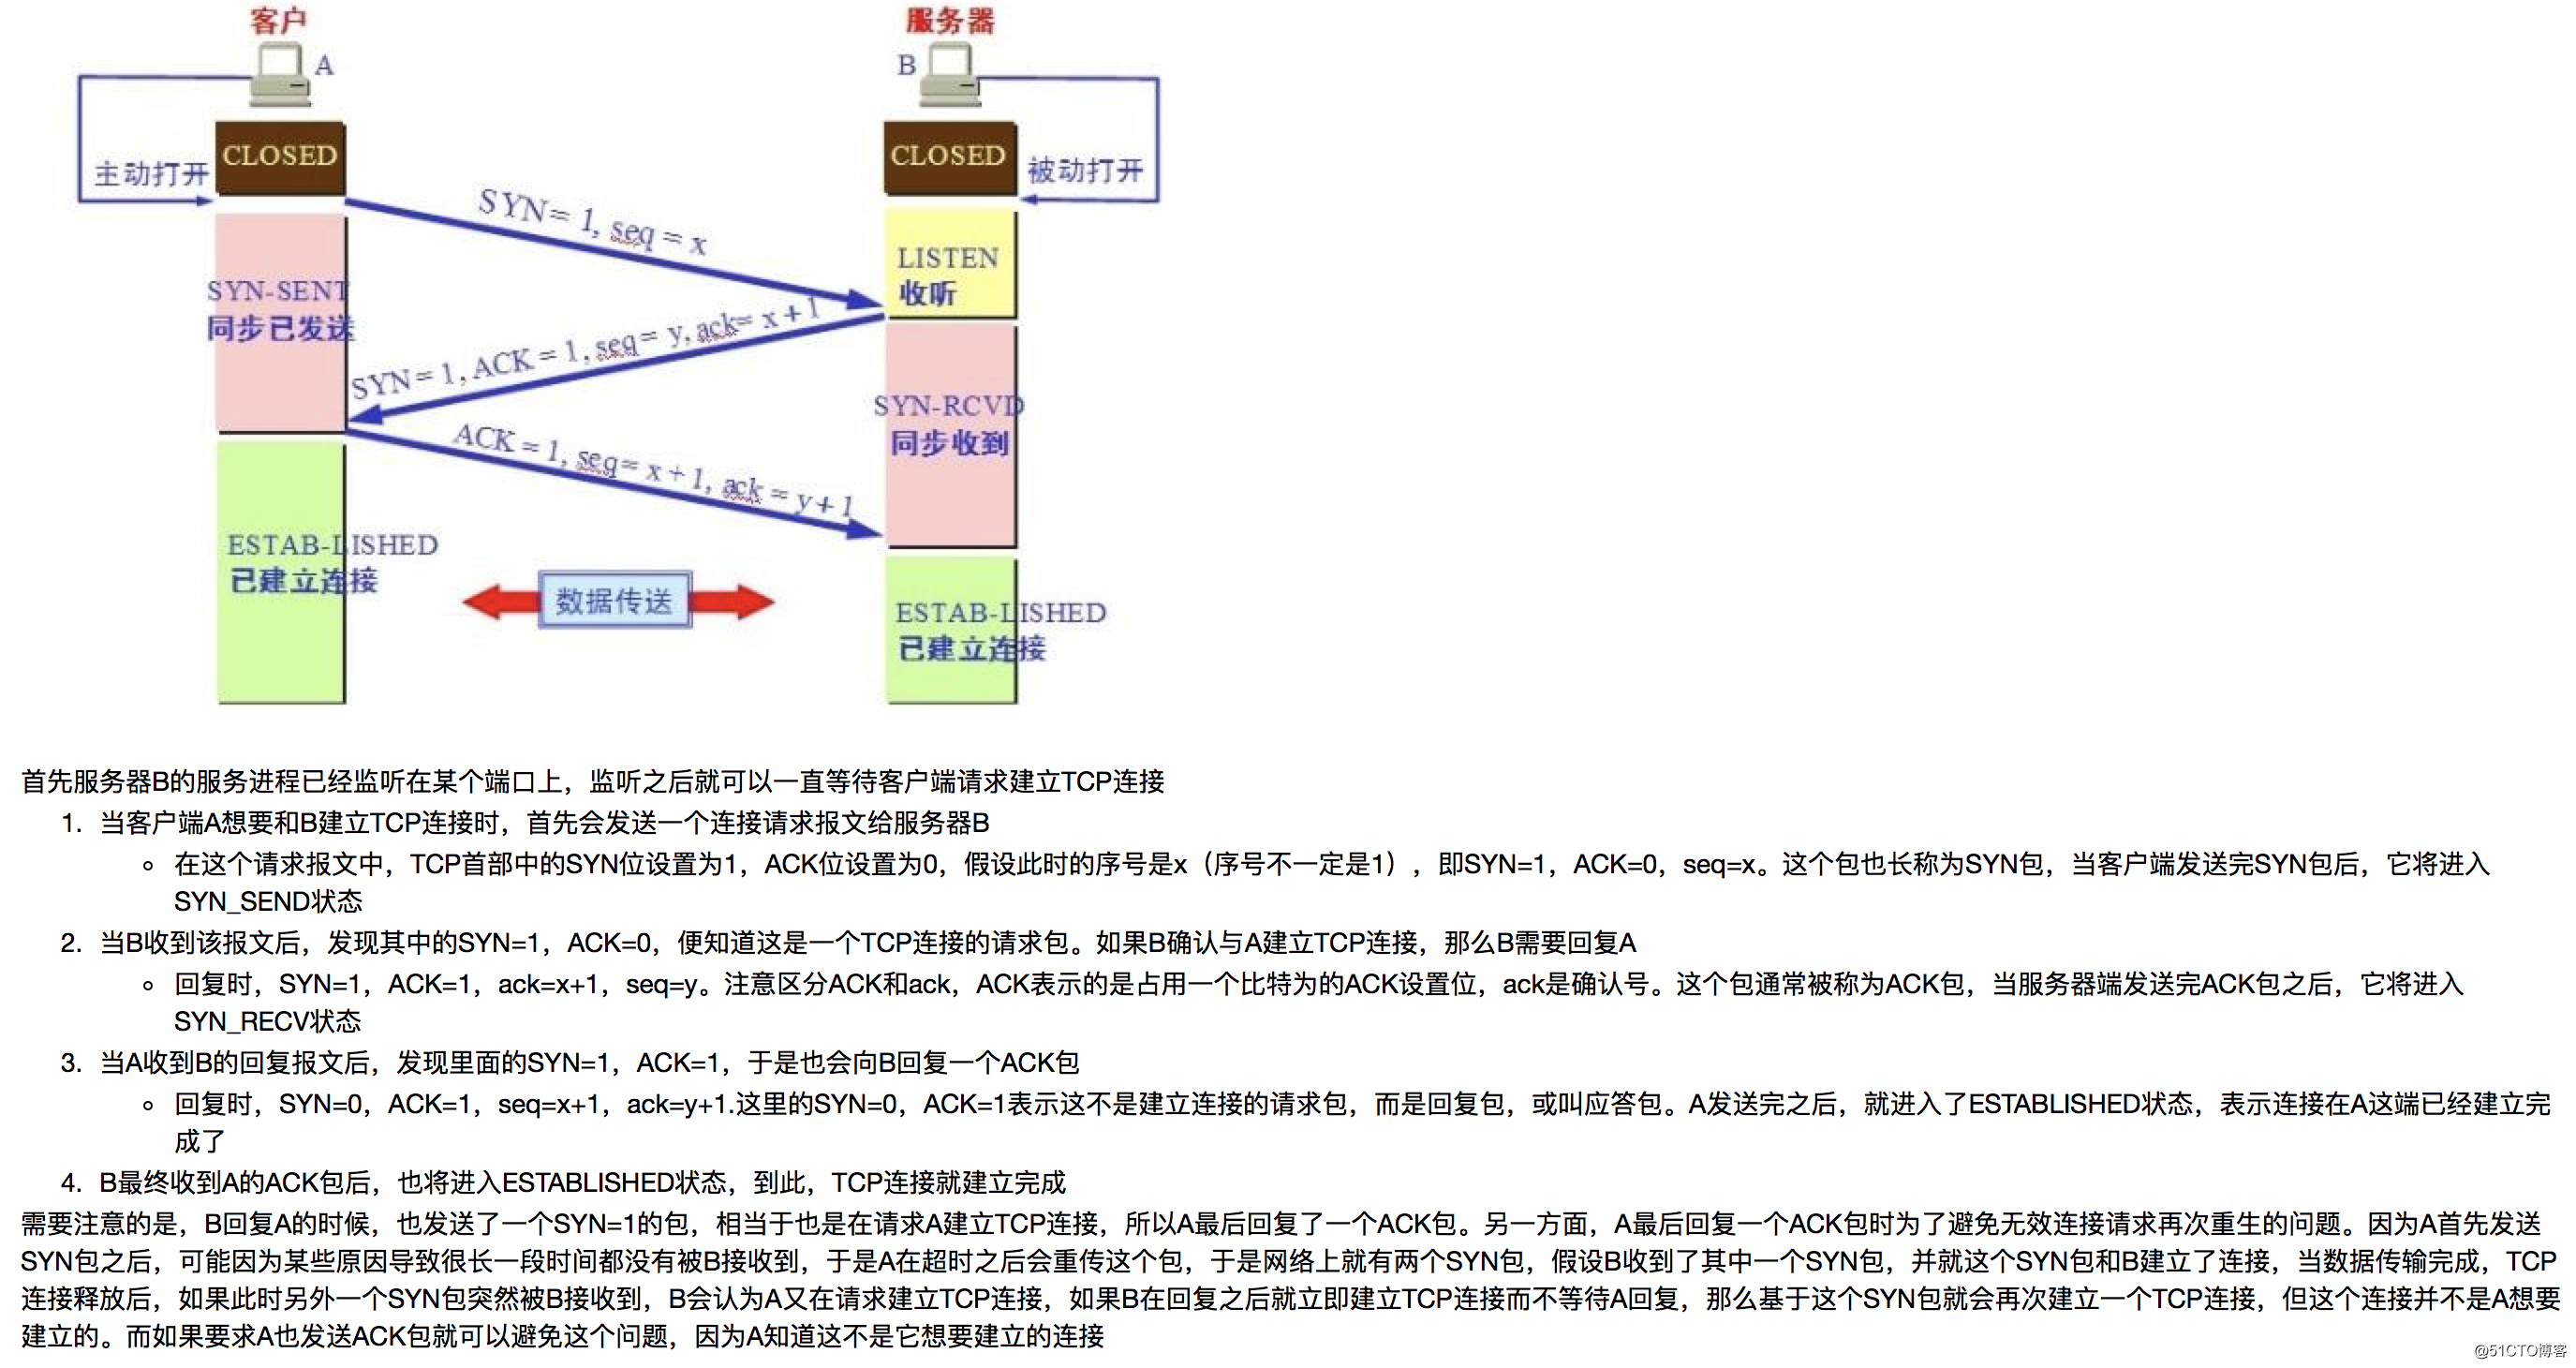 客户
服务器
A
B
CLOSED
CLOSED
主动打开
被动打开
SYN= 1, seq = x
LISTEN
收听
SYN-SENT
同步已发送
SYN= 1, ACK = 1, seq= y, ack= x+1
SYN-RCVD
同步收到
ACK = 1, seq= x + 1, ack = y+1
ESTAB-LISHED
已建立连接
数据传送
ESTAB-LISHED
已建立连接
首先服务器B的服务进程已经监听在某个端口上，监听之后就可以一直等待客户端请求建立TCP连接
1. 当客户端A想要和B建立TCP连接时，首先会发送一个连接请求报文给服务器B
在这个请求报文中，TCP首部中的SYN位设置为1，ACK位设置为0，假设此时的序号是x（序号不一定是1），即SYN=1，ACK=0，seq=x。这个包也长称为SYN包，当客户端发送完SYN包后，它将进入
SYN_SEND状态
2. 当B收到该报文后，发现其中的SYN=1，ACK=0，便知道这是一个TCP连接的请求包。如果B确认与A建立TCP连接，那么B需要回复A
回复时，SYN=1，ACK=1，ack=x+1，seq=y。注意区分ACK和ack，ACK表示的是占用一个比特为的ACK设置位，ack是确认号。这个包通常被称为ACK包，当服务器端发送完ACK包之后，它将进入
SYN_RECV状态
3. 当A收到B的回复报文后，发现里面的SYN=1，ACK=1，于是也会向B回复一个ACK包
回复时，SYN=0，ACK=1，seq=x+1，ack=y+1.这里的SYN=0，ACK=1表示这不是建立连接的请求包，而是回复包，或叫应答包。A发送完之后，就进入了ESTABLISHED状态，表示连接在A这端已经建立完
成了
4. B最终收到A的ACK包后，也将进入ESTABLISHED状态，到此，TCP连接就建立完成
需要注意的是，B回复A的时候，也发送了一个SYN=1的包，相当于也是在请求A建立TCP连接，所以A最后回复了一个ACK包。另一方面，A最后回复一个ACK包时为了避免无效连接请求再次重生的问题。因为A首先发送
SYN包之后，可能因为某些原因导致很长一段时间都没有被B接收到，于是A在超时之后会重传这个包，于是网络上就有两个SYN包，假设B收到了其中一个SYN包，并就这个SYN包和B建立了连接，当数据传输完成，TCP
连接释放后，如果此时另外一个SYN包突然被B接收到，B会认为A又在请求建立TCP连接，如果B在回复之后就立即建立TCP连接而不等待A回复，那么基于这个SYN包就会再次建立一个TCP连接，但这个连接并不是A想要
建立的。而如果要求A也发送ACK包就可以避免这个问题，因为A知道这不是它想要建立的连接
@51CTO博客